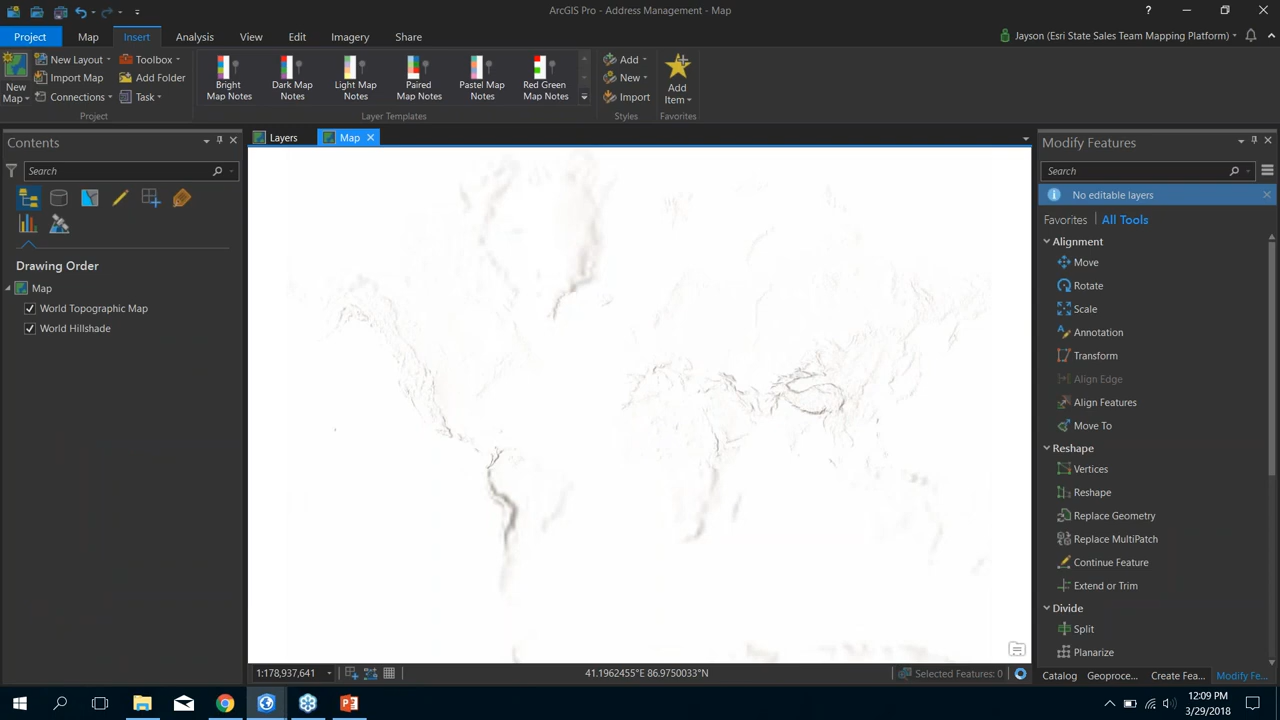 ArcGIS Pro - Address Management - Map
?
Project
Map
Insert
Analysis
View
Edit
Imagery
Share
Jayson (Esri State Sales Team Mapping Platform)
New Map
New Layout
Import Map
Connections
Toolbox
Add Folder
Task
Project
Bright Map Notes
Dark Map Notes
Light Map Notes
Paired Map Notes
Pastel Map Notes
Red Green Map Notes
Layer Templates
Add
New
Import
Styles
Add Item
Favorites
Contents
Search
Drawing Order
Map
World Topographic Map
World Hillshade
Layers
Map
1:178,937,641
41.1962455°E 86.9750033°N
Selected Features: 0
Modify Features
Search
No editable layers
Favorites
All Tools
Alignment
Move
Rotate
Scale
Annotation
Transform
Align Edge
Align Features
Move To
Reshape
Vertices
Reshape
Replace Geometry
Replace MultiPatch
Continue Feature
Extend or Trim
Divide
Split
Planarize
Catalog
Geoproce...
Create Fea...
Modify Fe...
12:09 PM
3/29/2018